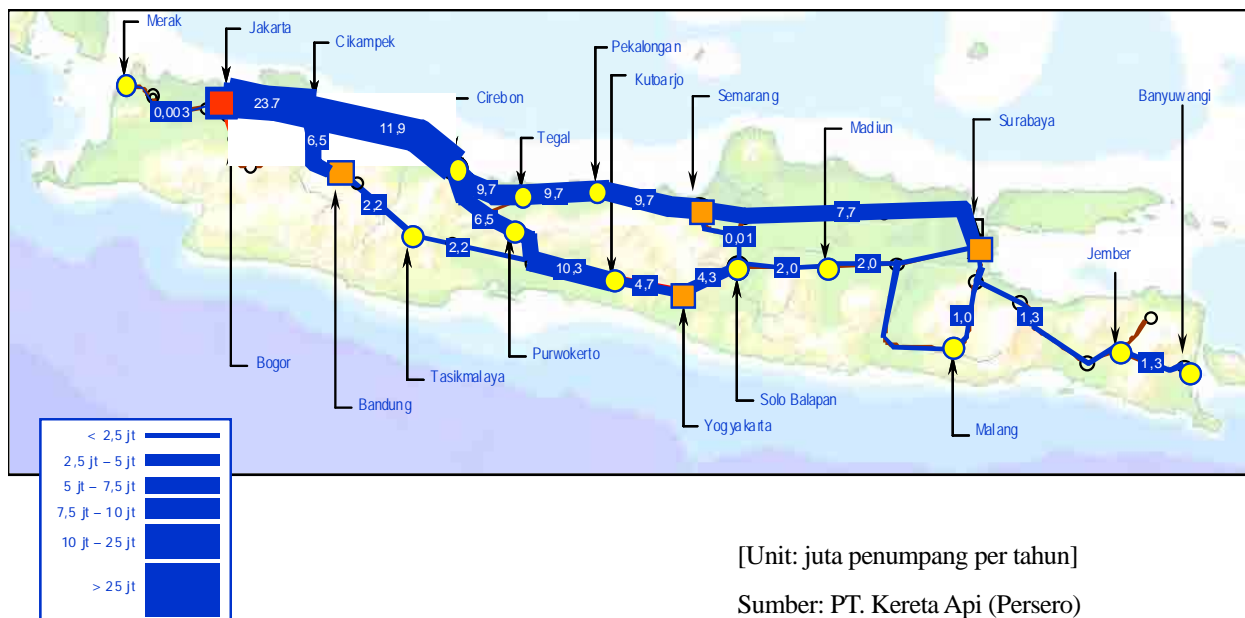 Merak
Jakarta
Cikampek
Pekalongan
Kutoarjo
Cirebon
Semarang
Banyuwangi
Tegal
Madiun
Surabaya
0,003
23.7
11,9
6,5
9,7
9,7
9,7
7,7
2,2
6,5
0,01
2,2
10,3
4,7
4,3
2,0
2,0
Jember
1,0
1,3
1,3
Bogor
Purwokerto
Tasikmalaya
Bandung
Solo Balapan
Yogyakarta
Malang
< 2,5 jt
2,5 jt – 5 jt
5 jt – 7,5 jt
7,5 jt – 10 jt
10 jt – 25 jt
> 25 jt
[Unit: juta penumpang per tahun]
Sumber: PT. Kereta Api (Persero)